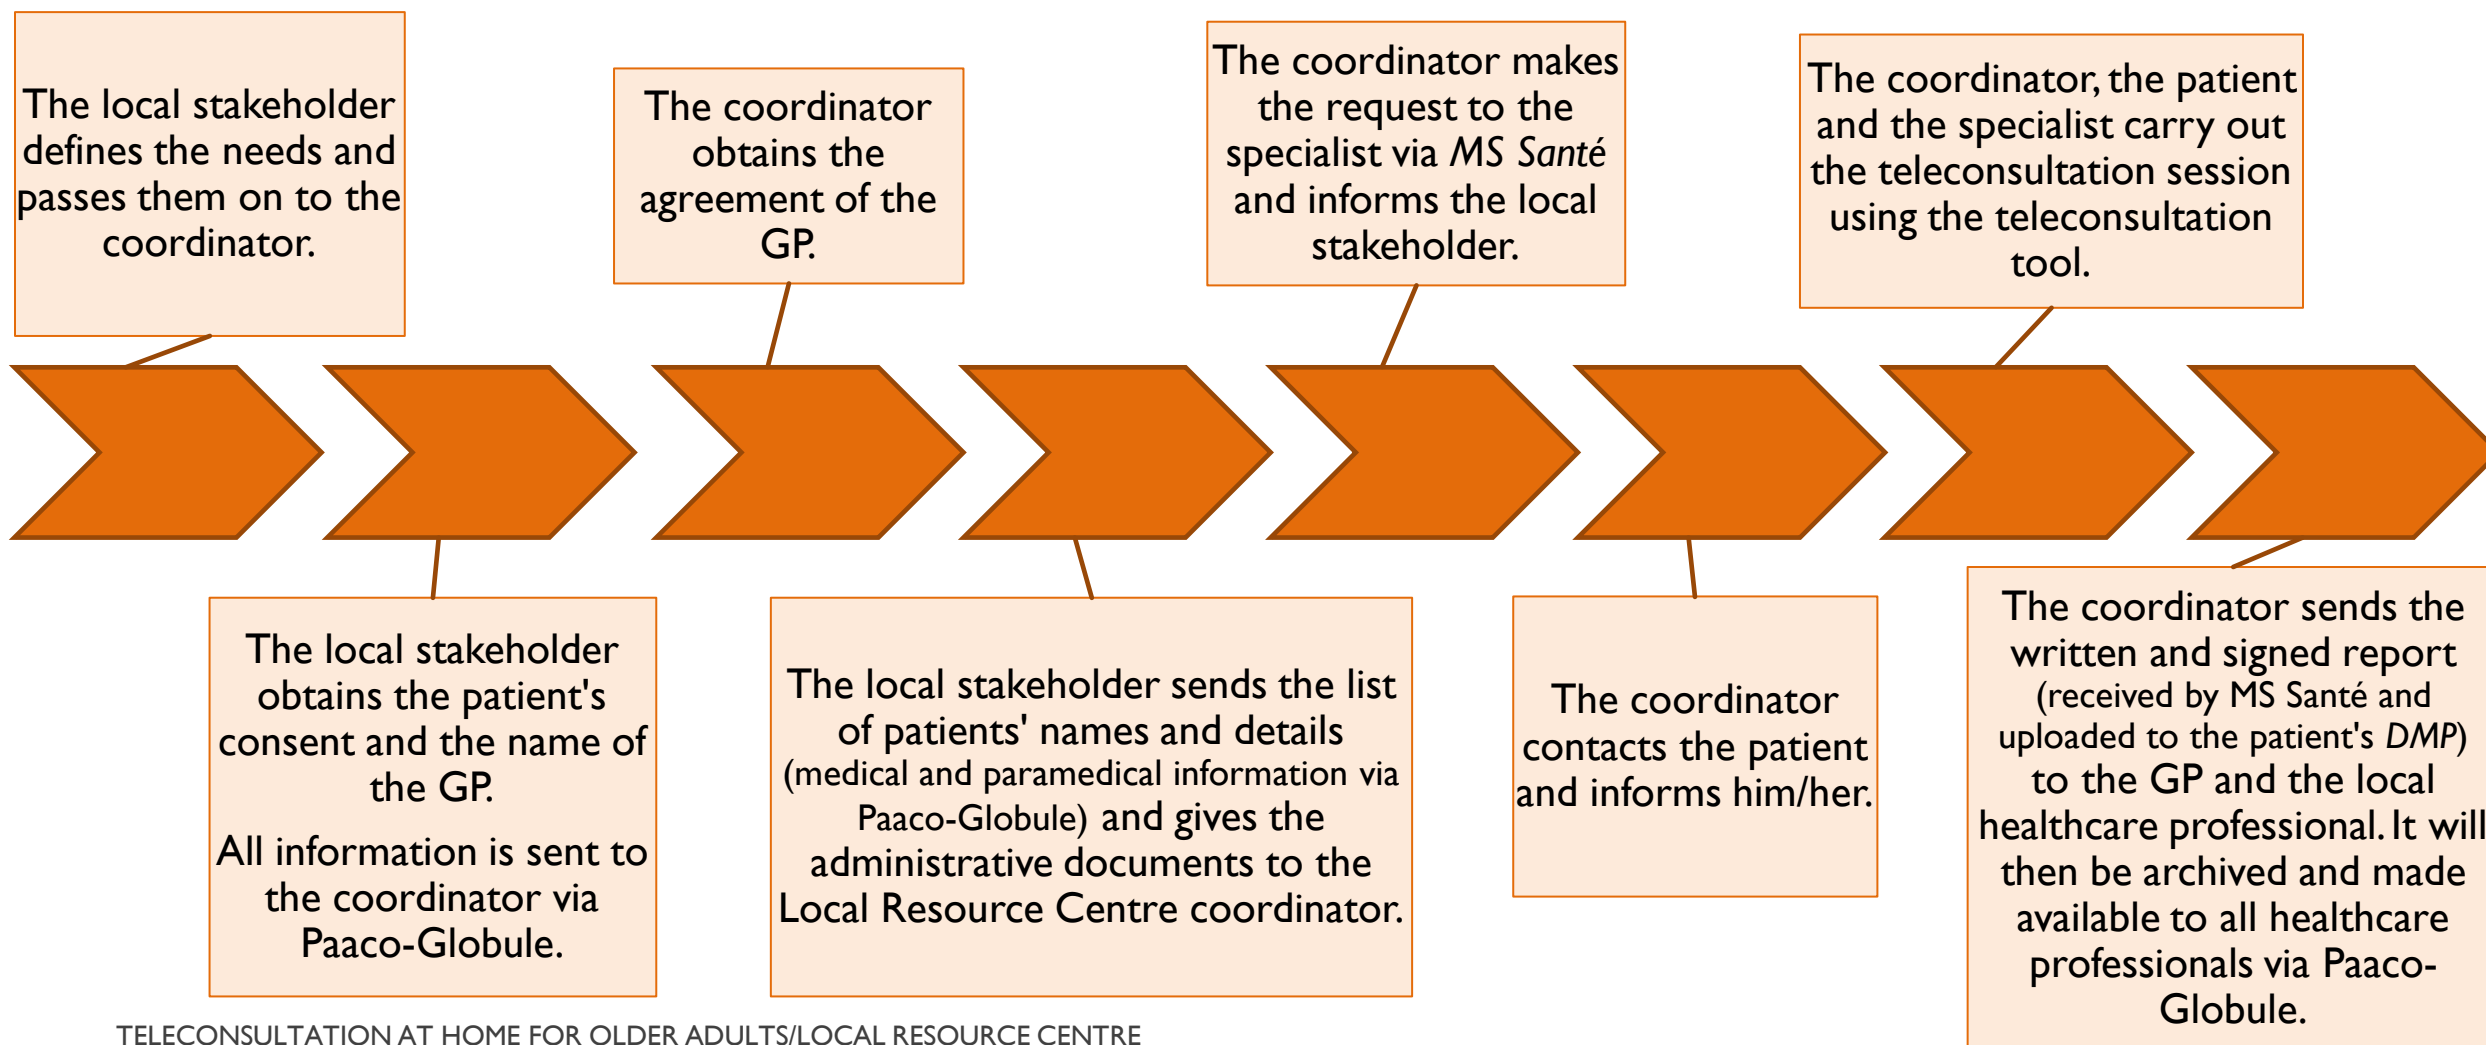 The local stakeholder
defines the needs and
passes them on to the
coordinator.
The local stakeholder
obtains the patient's
consent and the name of
the GP.
All information is sent to
the coordinator via
Paaco-Globule.
The coordinator
obtains the
agreement of the
GP.
The local stakeholder sends the list
of patients' names and details
(medical and paramedical information via
Paaco-Globule) and gives the
administrative documents to the
Local Resource Centre coordinator.
The coordinator makes
the request to the
specialist via MS Santé
and informs the local
stakeholder.
The coordinator
contacts the patient
and informs him/her.
The coordinator, the patient
and the specialist carry out
the teleconsultation session
using the teleconsultation
tool.
The coordinator sends the
written and signed report
(received by MS Santé and
uploaded to the patient's DMP)
to the GP and the local
healthcare professional. It will
then be archived and made
available to all healthcare
professionals via Paaco-
Globule.
TELECONSULTATION AT HOME FOR OLDER ADULTS/LOCAL RESOURCE CENTRE